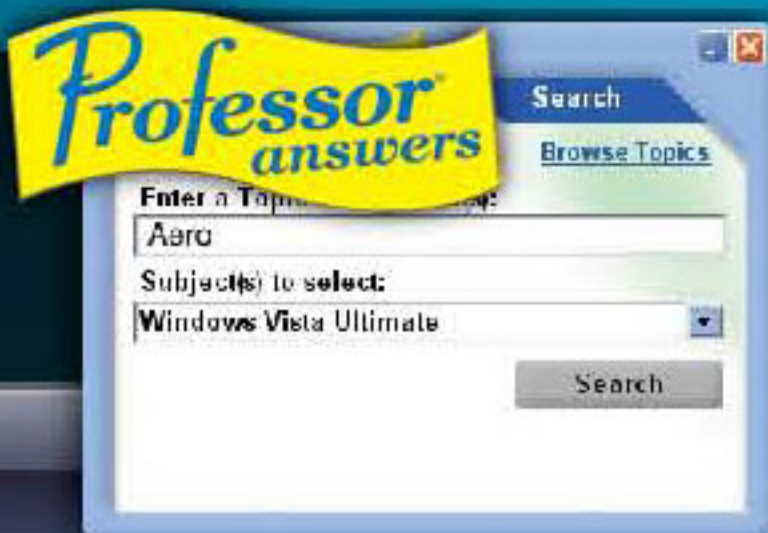 Professor
answers
Search
Browse Topics
Enter a
Aero
Subject(s) to select:
Windows Vista Ultimate
Search